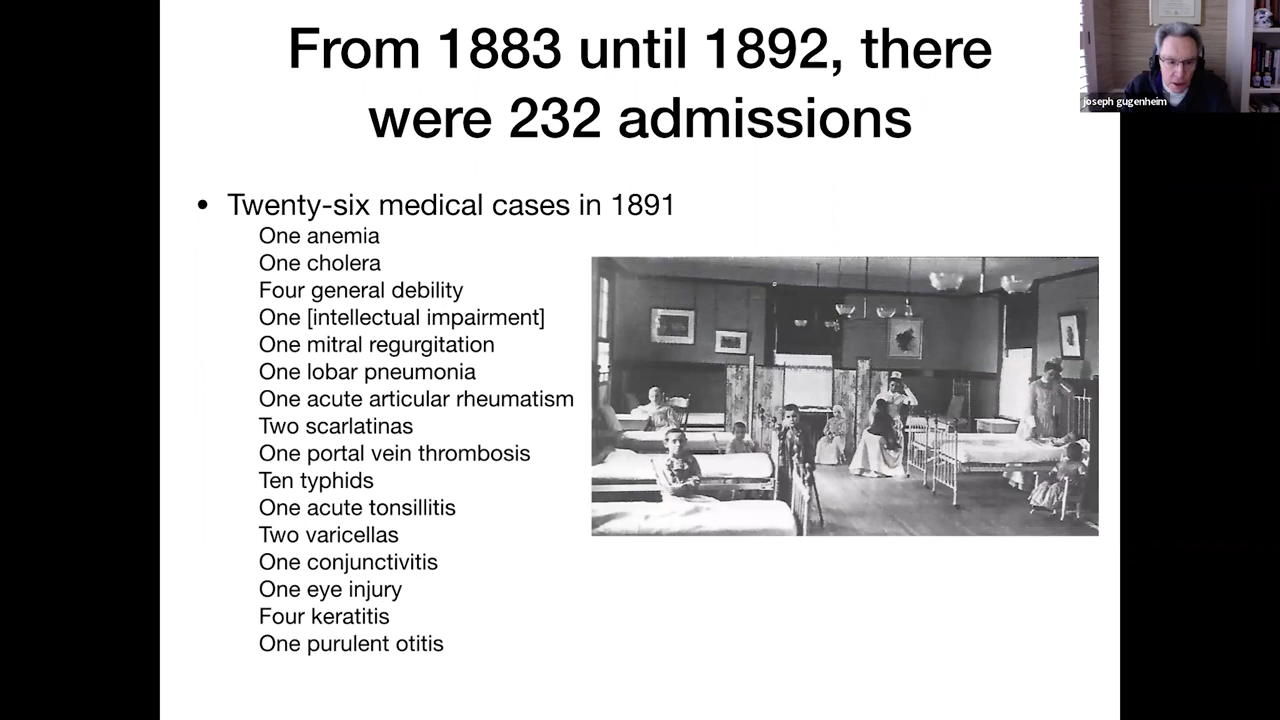 From 1883 until 1892, there
were 232 admissions
joseph gugenheim
• Twenty-six medical cases in 1891
One anemia
One cholera
Four general debility
One [intellectual impairment]
One mitral regurgitation
One lobar pneumonia
One acute articular rheumatism
Two scarlatinas
One portal vein thrombosis
Ten typhids
One acute tonsillitis
Two varicellas
One conjunctivitis
One eye injury
Four keratitis
One purulent otitis